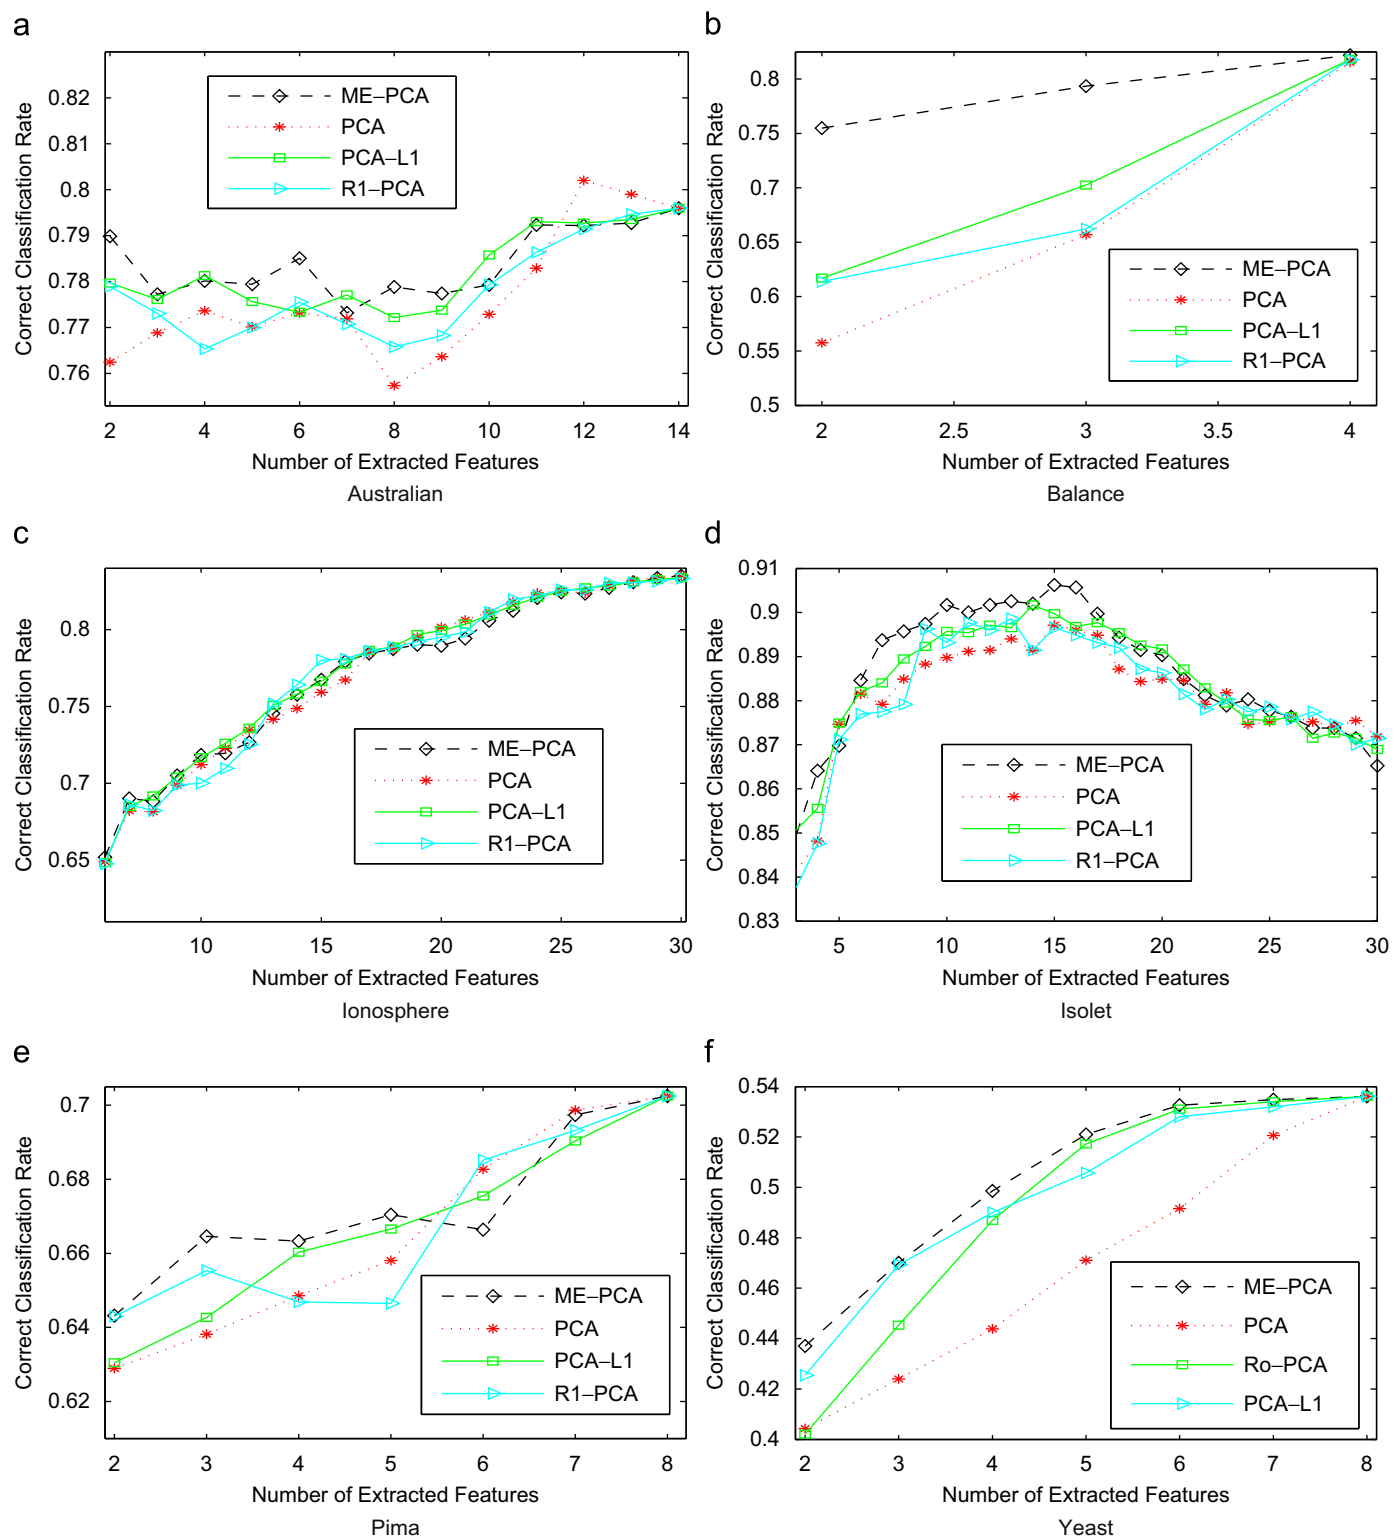 a
Correct Classification Rate
0.82
0.81
0.8
0.79
0.78
0.77
0.76
ME–PCA
PCA
PCA–L1
R1–PCA
2 4 6 8 10 12 14
Number of Extracted Features
Australian
b
Correct Classification Rate
0.8
0.75
0.7
0.65
0.6
0.55
0.5
ME–PCA
PCA
PCA–L1
R1–PCA
2 2.5 3 3.5 4
Number of Extracted Features
Balance
c
Correct Classification Rate
0.8
0.75
0.7
0.65
ME–PCA
PCA
PCA–L1
R1–PCA
10 15 20 25 30
Number of Extracted Features
Ionosphere
d
Correct Classification Rate
0.91
0.90
0.89
0.88
0.87
0.86
0.85
0.84
0.83
ME–PCA
PCA
PCA–L1
R1–PCA
5 10 15 20 25 30
Number of Extracted Features
Isolet
e
Correct Classification Rate
0.7
0.68
0.66
0.64
0.62
ME–PCA
PCA
PCA–L1
R1–PCA
2 3 4 5 6 7 8
Number of Extracted Features
Pima
f
Correct Classification Rate
0.54
0.52
0.5
0.48
0.46
0.44
0.42
0.4
ME–PCA
PCA
Ro–PCA
PCA–L1
2 3 4 5 6 7 8
Number of Extracted Features
Yeast